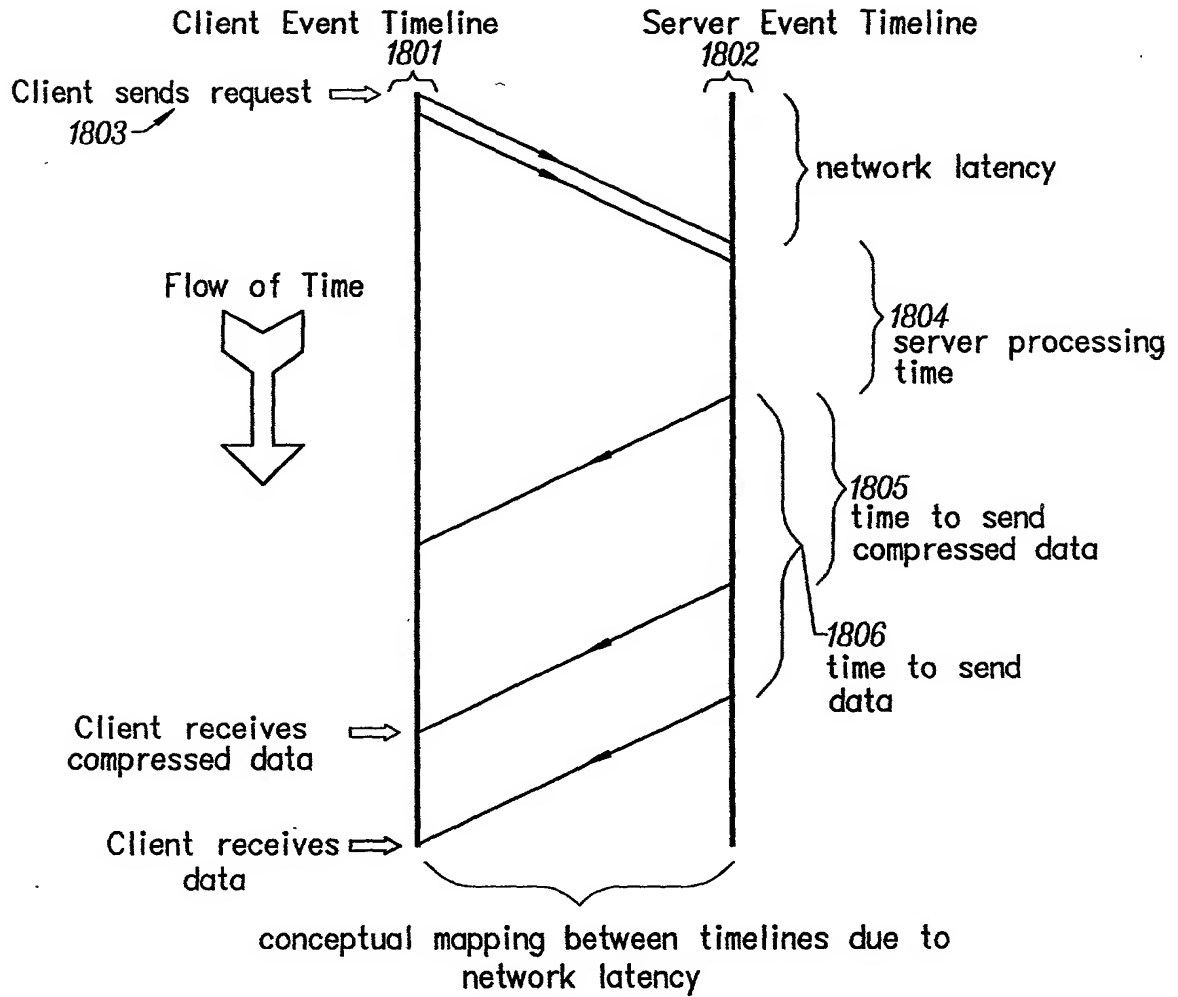 Client Event Timeline
1801
Server Event Timeline
1802
Client sends request
1803
network latency
Flow of Time
1804
server processing
time
1805
time to send
compressed data
1806
time to send
data
Client receives
compressed data
Client receives
data
conceptual mapping between timelines due to
network latency